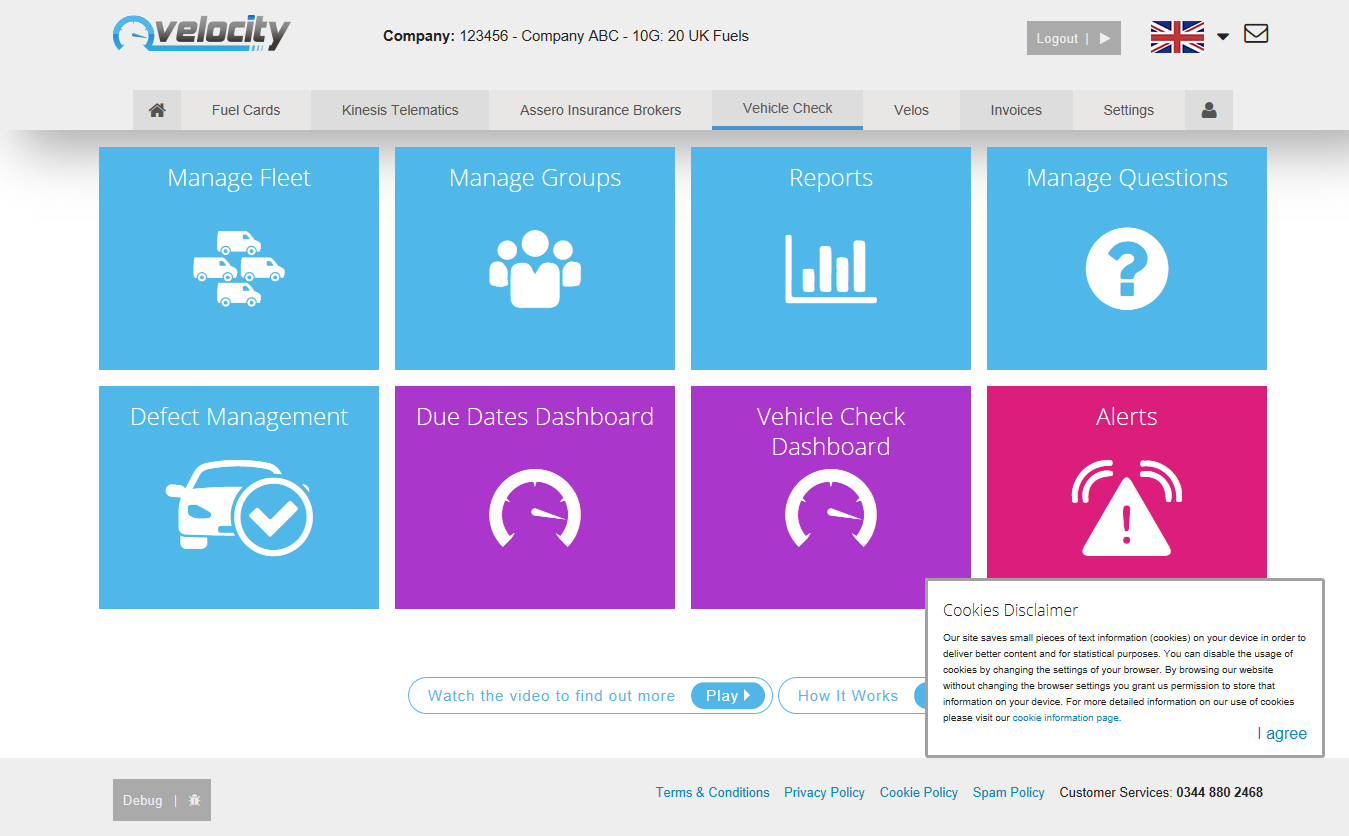 velocity
Company: 123456 - Company ABC - 10G: 20 UK Fuels
Logout |
Fuel Cards
Kinesis Telematics
Assero Insurance Brokers
Vehicle Check
Velos
Invoices
Settings
Manage Fleet
Manage Groups
Reports
Manage Questions
Defect Management
Due Dates Dashboard
Vehicle Check
Dashboard
Alerts
Watch the video to find out more
Play
How It Works
Cookies Disclaimer
Our site saves small pieces of text information (cookies) on your device in order to
deliver better content and for statistical purposes. You can disable the usage of
cookies by changing the settings of your browser. By browsing our website
without changing the browser settings you grant us permission to store that
information on your device. For more detailed information on our use of cookies
please visit our cookie information page.
I agree
Debug |
Terms & Conditions
Privacy Policy
Cookie Policy
Spam Policy
Customer Services: 0344 880 2468